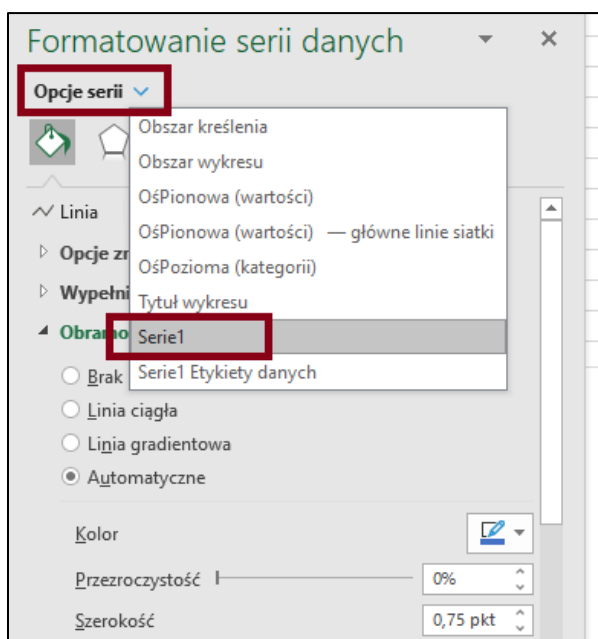 Formatowanie serii danych
Opcje serii
Obszar kreślenia
Obszar wykresu
OśPionowa (wartości)
Linia
OśPionowa (wartości) — główne linie siatki
Opcje zn
OśPozioma (kategorii)
Wypełni
Tytuł wykresu
Obramo
Serie1
Serie1 Etykiety danych
Brak
Linia ciągła
Linia gradientowa
Automatyczne
Kolor
Przezroczystość 0%
Szerokość 0,75 pkt